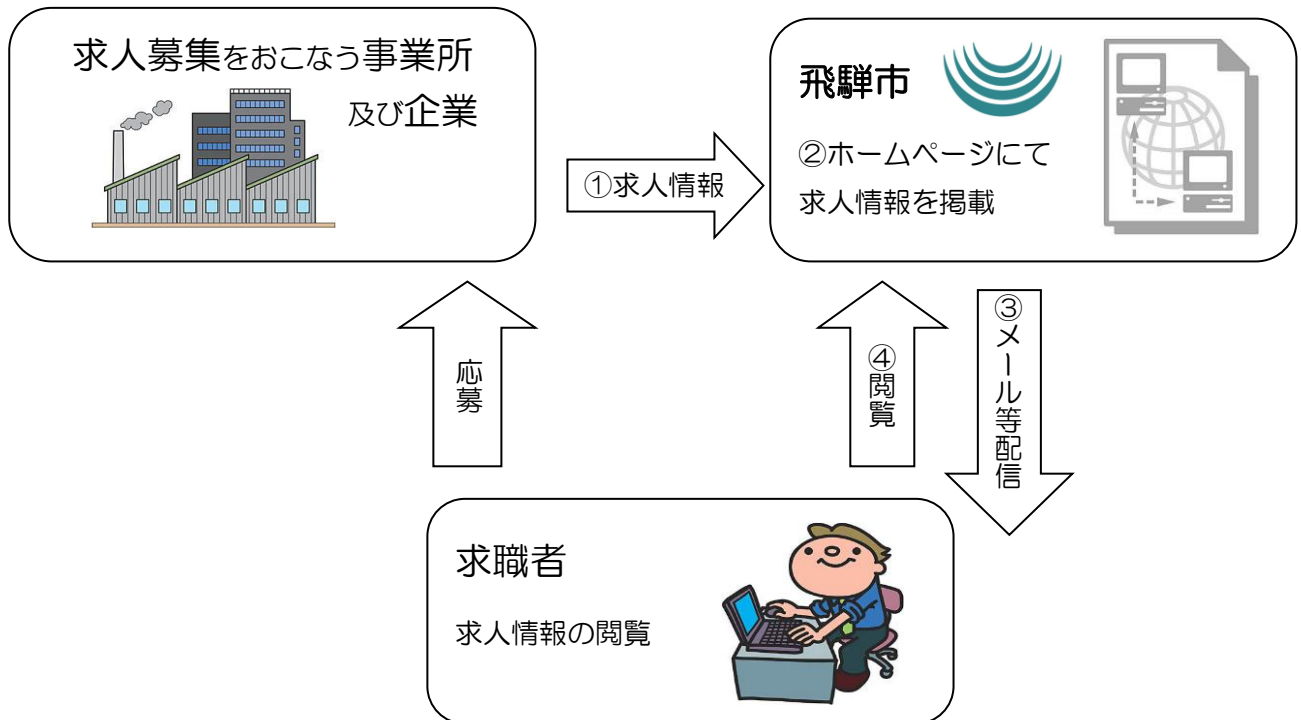 求人募集をおこなう事業所
及び企業
①求人情報
飛騨市
②ホームページにて
求人情報を掲載
応募
④閲覧
③メール等配信
求職者
求人情報の閲覧